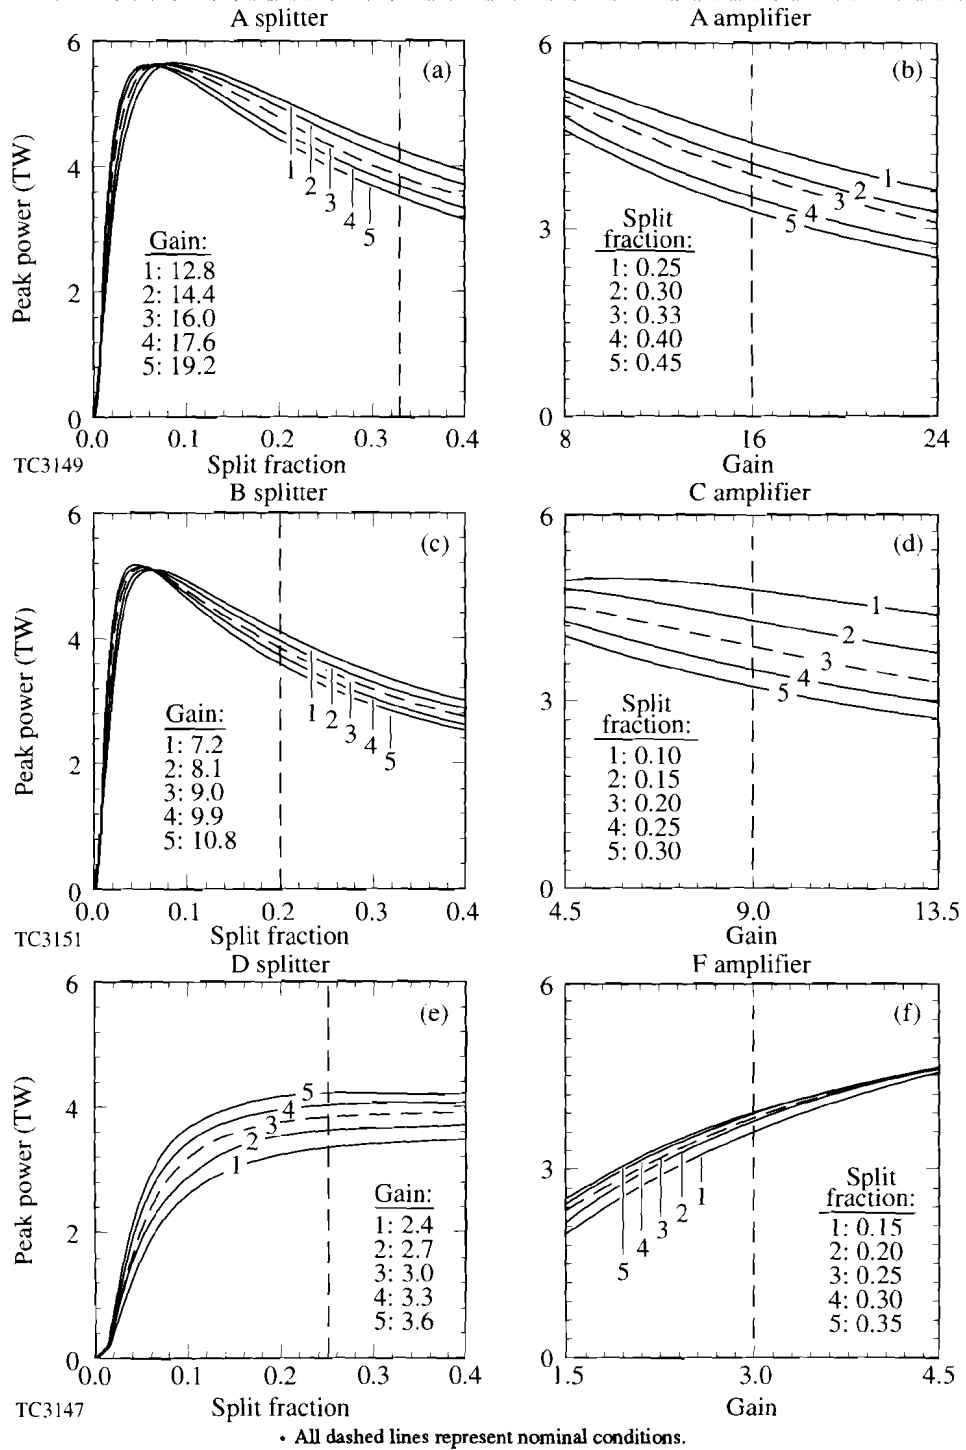 A splitter
A amplifier
6
4
2
0
Peak power (TW)
(a)
1
2
3
4
5
Gain:
1: 12.8
2: 14.4
3: 16.0
4: 17.6
5: 19.2
0.0 0.1 0.2 0.3 0.4
TC3149
Split fraction
6
3
0
(b)
1
2
3
4
5
Split
fraction:
1: 0.25
2: 0.30
3: 0.33
4: 0.40
5: 0.45
8 16 24
Gain
B splitter
C amplifier
6
4
2
0
Peak power (TW)
(c)
1
2
3
4
5
Gain:
1: 7.2
2: 8.1
3: 9.0
4: 9.9
5: 10.8
0.0 0.1 0.2 0.3 0.4
TC3151
Split fraction
6
3
0
(d)
1
2
3
4
5
Split
fraction:
1: 0.10
2: 0.15
3: 0.20
4: 0.25
5: 0.30
4.5 9.0 13.5
Gain
D splitter
F amplifier
6
4
2
0
Peak power (TW)
(e)
5
4
3
2
1
Gain:
1: 2.4
2: 2.7
3: 3.0
4: 3.3
5: 3.6
0.0 0.1 0.2 0.3 0.4
TC3147
Split fraction
6
3
0
(f)
1
2
3
4
5
Split
fraction:
1: 0.15
2: 0.20
3: 0.25
4: 0.30
5: 0.35
1.5 3.0 4.5
Gain
• All dashed lines represent nominal conditions.